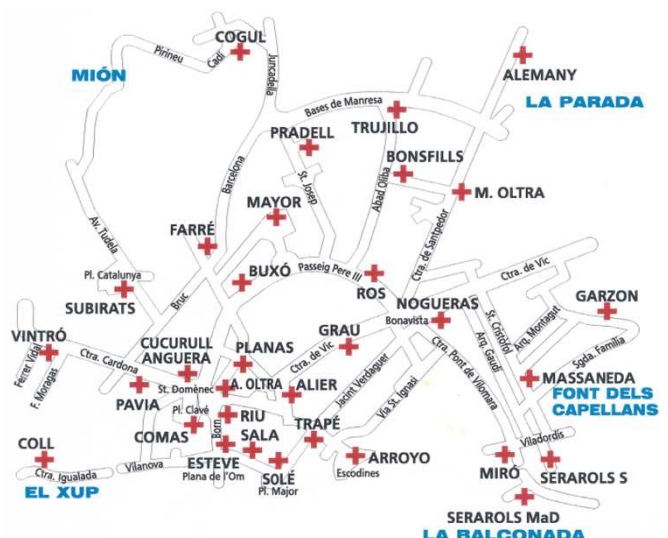 COGUL
Pirineu
Cadí
Juncadella
MIÓN
ALEMANY
LA PARADA
Bases de Manresa
TRUJILLO
PRADELL
BONSFILLS
Barcelona
St. Josep
Abad Oliba
M. OLTRA
MAYOR
Ctra. de Santpedor
FARRÉ
Av. Tudela
Passeig Pere III
Ctra. de Vic
Pl. Catalunya
BUXÓ
ROS
SUBIRATS
Bruc
NOGUERAS
Bonavista
St. Cristòfol
Arq. Montagut
GARZON
VINTRÓ
CUCURULL
ANGUERA
PLANAS
GRAU
Ctra. de Vic
Arq. Gaudí
Sgda. Família
Ferret Vidal
Ctra. Cardona
F. Moragas
St. Domènec
A. OLTRA
ALIER
Jacint Verdaguer
Ctra. Pont de Vilomara
MASSANEDA
FONT DELS
CAPELLANS
PAVIA
Pl. Clavé
RIU
Via St. Ignasi
COMAS
Born
SALA
TRAPÉ
Viladordis
COLL
Vilanova
ESTEVE
Plana de l'Om
SOLÉ
Pl. Major
ARROYO
Escodines
MIRÓ
SERAROLS S
Ctra. Igualada
EL XUP
SERAROLS MaD
LA BALCONADA